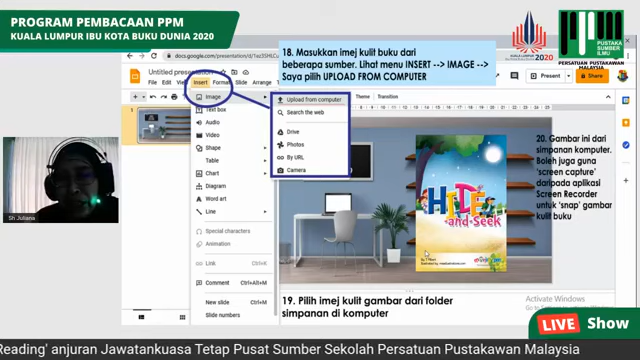 PROGRAM PEMBACAAN PPM
KUALA LUMPUR IBU KOTA BUKU DUNIA 2020
2020
PUSTAKA
SUMBER
ILMU
PERSATUAN PUSTAKAWAN
MALAYSIA
docs.google.com/presentation/d/1ez35HLCu
Untitled presentation
File Edit View Insert Format Slide Arrange
Present
Share
Theme Transition
18. Masukkan imej kulit buku dari
beberapa sumber. Lihat menu INSERT --> IMAGE -->
Saya pilih UPLOAD FROM COMPUTER
Image
Text box
Audio
Video
Shape
Table
Chart
Diagram
Word art
Line
Special characters
Animation
Link Ctrl+K
Comment Ctrl+Alt+M
New slide Ctrl+M
Slide numbers
Upload from computer
Search the web
Drive
Photos
By URL
Camera
HIDE
and Seek
20. Gambar ini dari
simpanan komputer.
Boleh juga guna
'screen capture'
daripada aplikasi
Screen Recorder
untuk 'snap' gambar
kulit buku
19. Pilih imej kulit gambar dari folder
simpanan di komputer
Activate Windows
Sh Juliana
LIVE Show
Reading' anjuran Jawatankuasa Tetap Pusat Sumber Sekolah Persatuan Pustakawan Malaysia